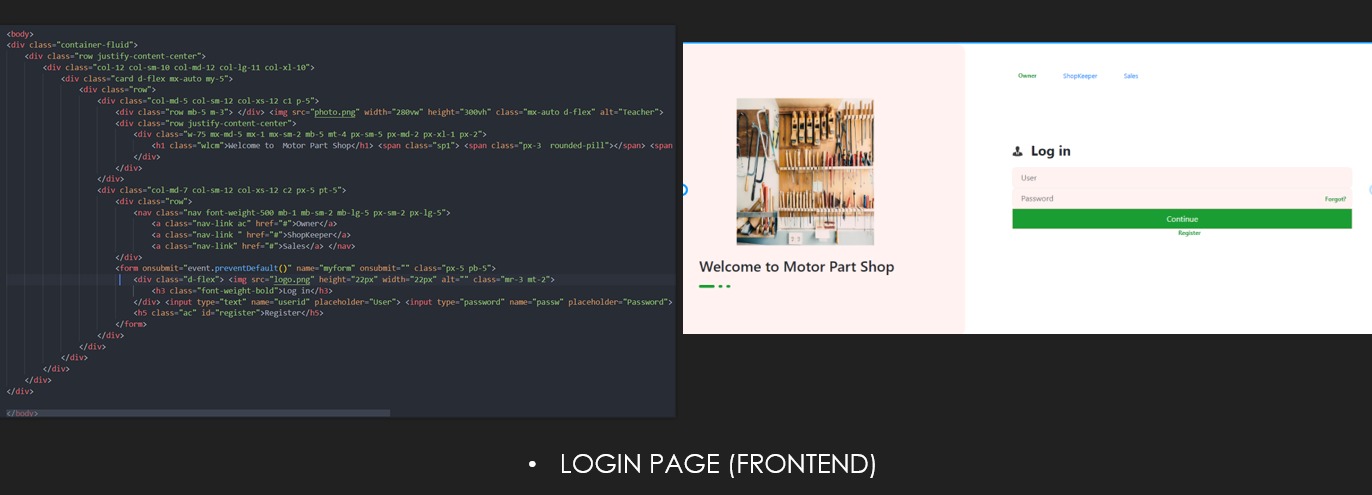 <body>
<div class="container-fluid">
<div class="row justify-content-center">
<div class="col-12 col-sm-10 col-md-12 col-lg-11 col-xl-10">
<div class="card d-flex mx-auto my-5">
<div class="row">
<div class="col-md-5 col-sm-12 col-xs-12 c1 p-5">
<div class="row mb-5 m-3"> </div> <img src="photo.png" width="280vw" height="300vh" class="mx-auto d-flex" alt="Teacher">
<div class="row justify-content-center">
<div class="w-75 mx-md-5 mx-1 mx-sm-2 mb-5 mt-4 px-sm-5 px-md-2 px-xl-1 px-2">
<h1 class="wlcm">Welcome to  Motor Part Shop</h1> <span class="sp1"> <span class="px-3  rounded-pill"></span> <span
</div>
</div>
</div>
<div class="col-md-7 col-sm-12 col-xs-12 c2 px-5 pt-5">
<div class="row">
<nav class="nav font-weight-500 mb-1 mb-sm-2 mb-lg-5 px-sm-2 px-lg-5">
<a class="nav-link ac" href="#">Owner</a>
<a class="nav-link " href="#">ShopKeeper</a>
<a class="nav-link" href="#">Sales</a> </nav>
</div>
<form onsubmit="event.preventDefault()" name="myform" onsubmit="" class="px-5 pb-5">
<div class="d-flex"> <img src="logo.png" height="22px" width="22px" alt="" class="mr-3 mt-2">
<h3 class="font-weight-bold">Log in</h3>
</div> <input type="text" name="userid" placeholder="User"> <input type="password" name="passw" placeholder="Password">
<h5 class="ac" id="register">Register</h5>
</form>
</div>
</div>
</div>
</div>
</div>
</div>
</body>
Welcome to Motor Part Shop
Owner ShopKeeper Sales
Log in
User
Password Forgot?
Continue
Register
• LOGIN PAGE (FRONTEND)